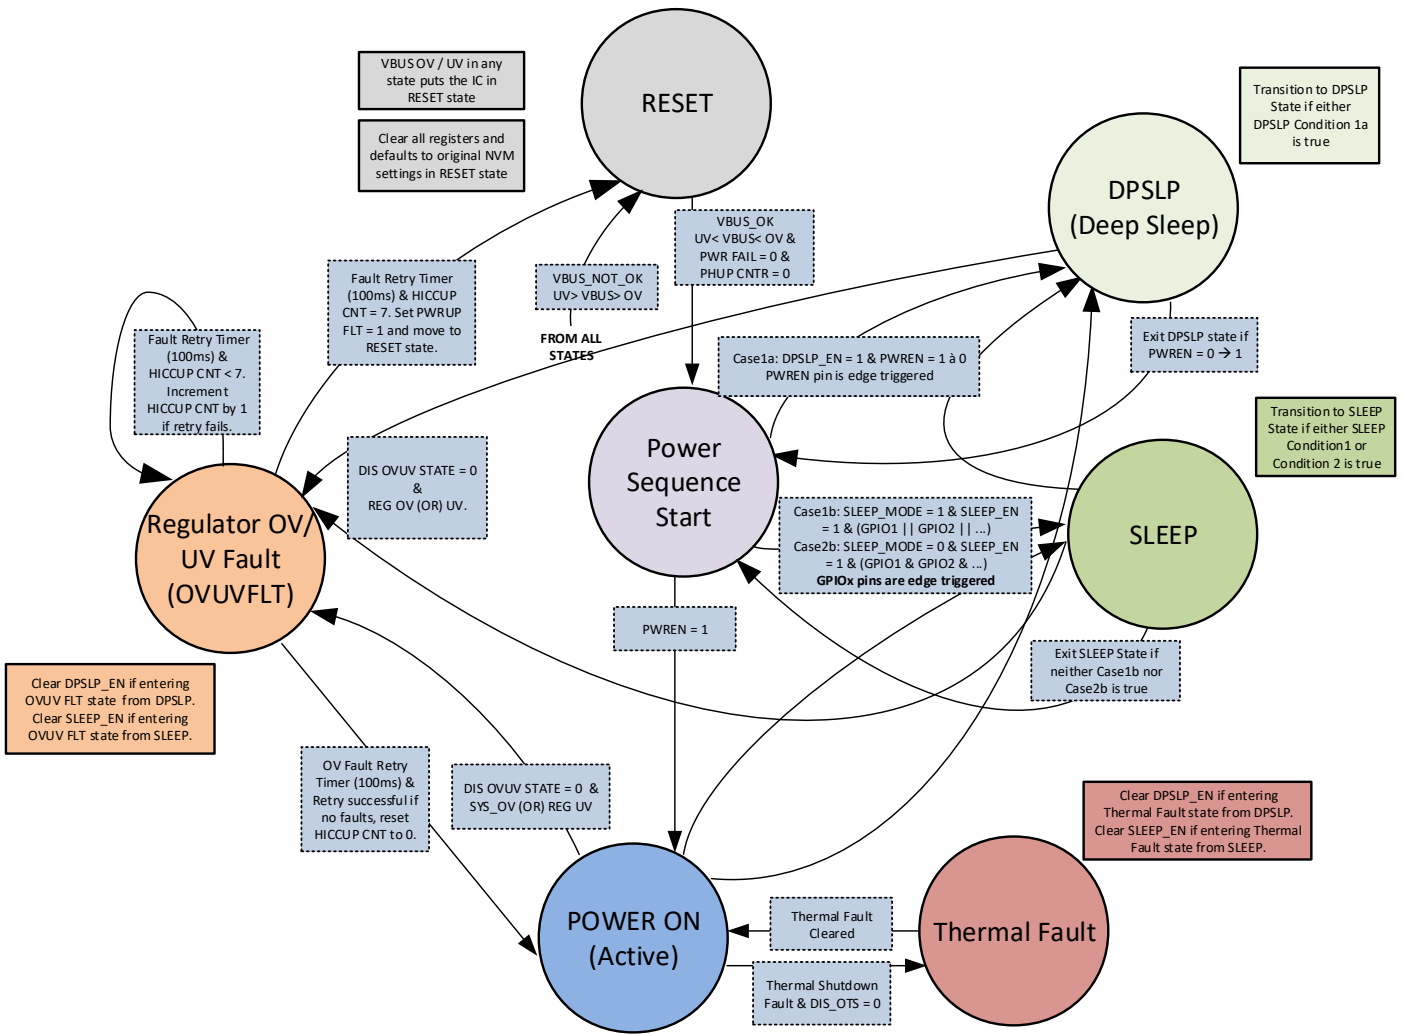 VBUS OV / UV in any
state puts the IC in
RESET state
Clear all registers and
defaults to original NVM
settings in RESET state
RESET
Transition to DPSLP
State if either
DPSLP Condition 1a
is true
DPSLP
(Deep Sleep)
VBUS_OK
UV< VBUS< OV &
PWR FAIL = 0 &
PHUP CNTR = 0
VBUS_NOT_OK
UV> VBUS> OV
FROM ALL
STATES
Fault Retry Timer
(100ms) & HICCUP
CNT = 7. Set PWRUP
FLT = 1 and move to
RESET state.
Fault Retry Timer
(100ms) &
HICCUP CNT < 7.
Increment
HICCUP CNT by 1
if retry fails.
Case1a: DPSLP_EN = 1 & PWREN = 1 à 0
PWREN pin is edge triggered
Exit DPSLP state if
PWREN = 0 → 1
Transition to SLEEP
State if either SLEEP
Condition1 or
Condition 2 is true
DIS OVUV STATE = 0
&
REG OV (OR) UV.
Power
Sequence
Start
Case1b: SLEEP_MODE = 1 & SLEEP_EN
= 1 & (GPIO1 || GPIO2 || ...)
Case2b: SLEEP_MODE = 0 & SLEEP_EN
= 1 & (GPIO1 & GPIO2 & ...)
GPIOx pins are edge triggered
SLEEP
Regulator OV/
UV Fault
(OVUVFLT)
PWREN = 1
Exit SLEEP State if
neither Case1b nor
Case2b is true
Clear DPSLP_EN if entering
OVUV FLT state from DPSLP.
Clear SLEEP_EN if entering
OVUV FLT state from SLEEP.
OV Fault Retry
Timer (100ms) &
Retry successful if
no faults, reset
HICCUP CNT to 0.
DIS OVUV STATE = 0 &
SYS_OV (OR) REG UV
Clear DPSLP_EN if entering
Thermal Fault state from DPSLP.
Clear SLEEP_EN if entering Thermal
Fault state from SLEEP.
POWER ON
(Active)
Thermal Fault
Cleared
Thermal Shutdown
Fault & DIS_OTS = 0
Thermal Fault